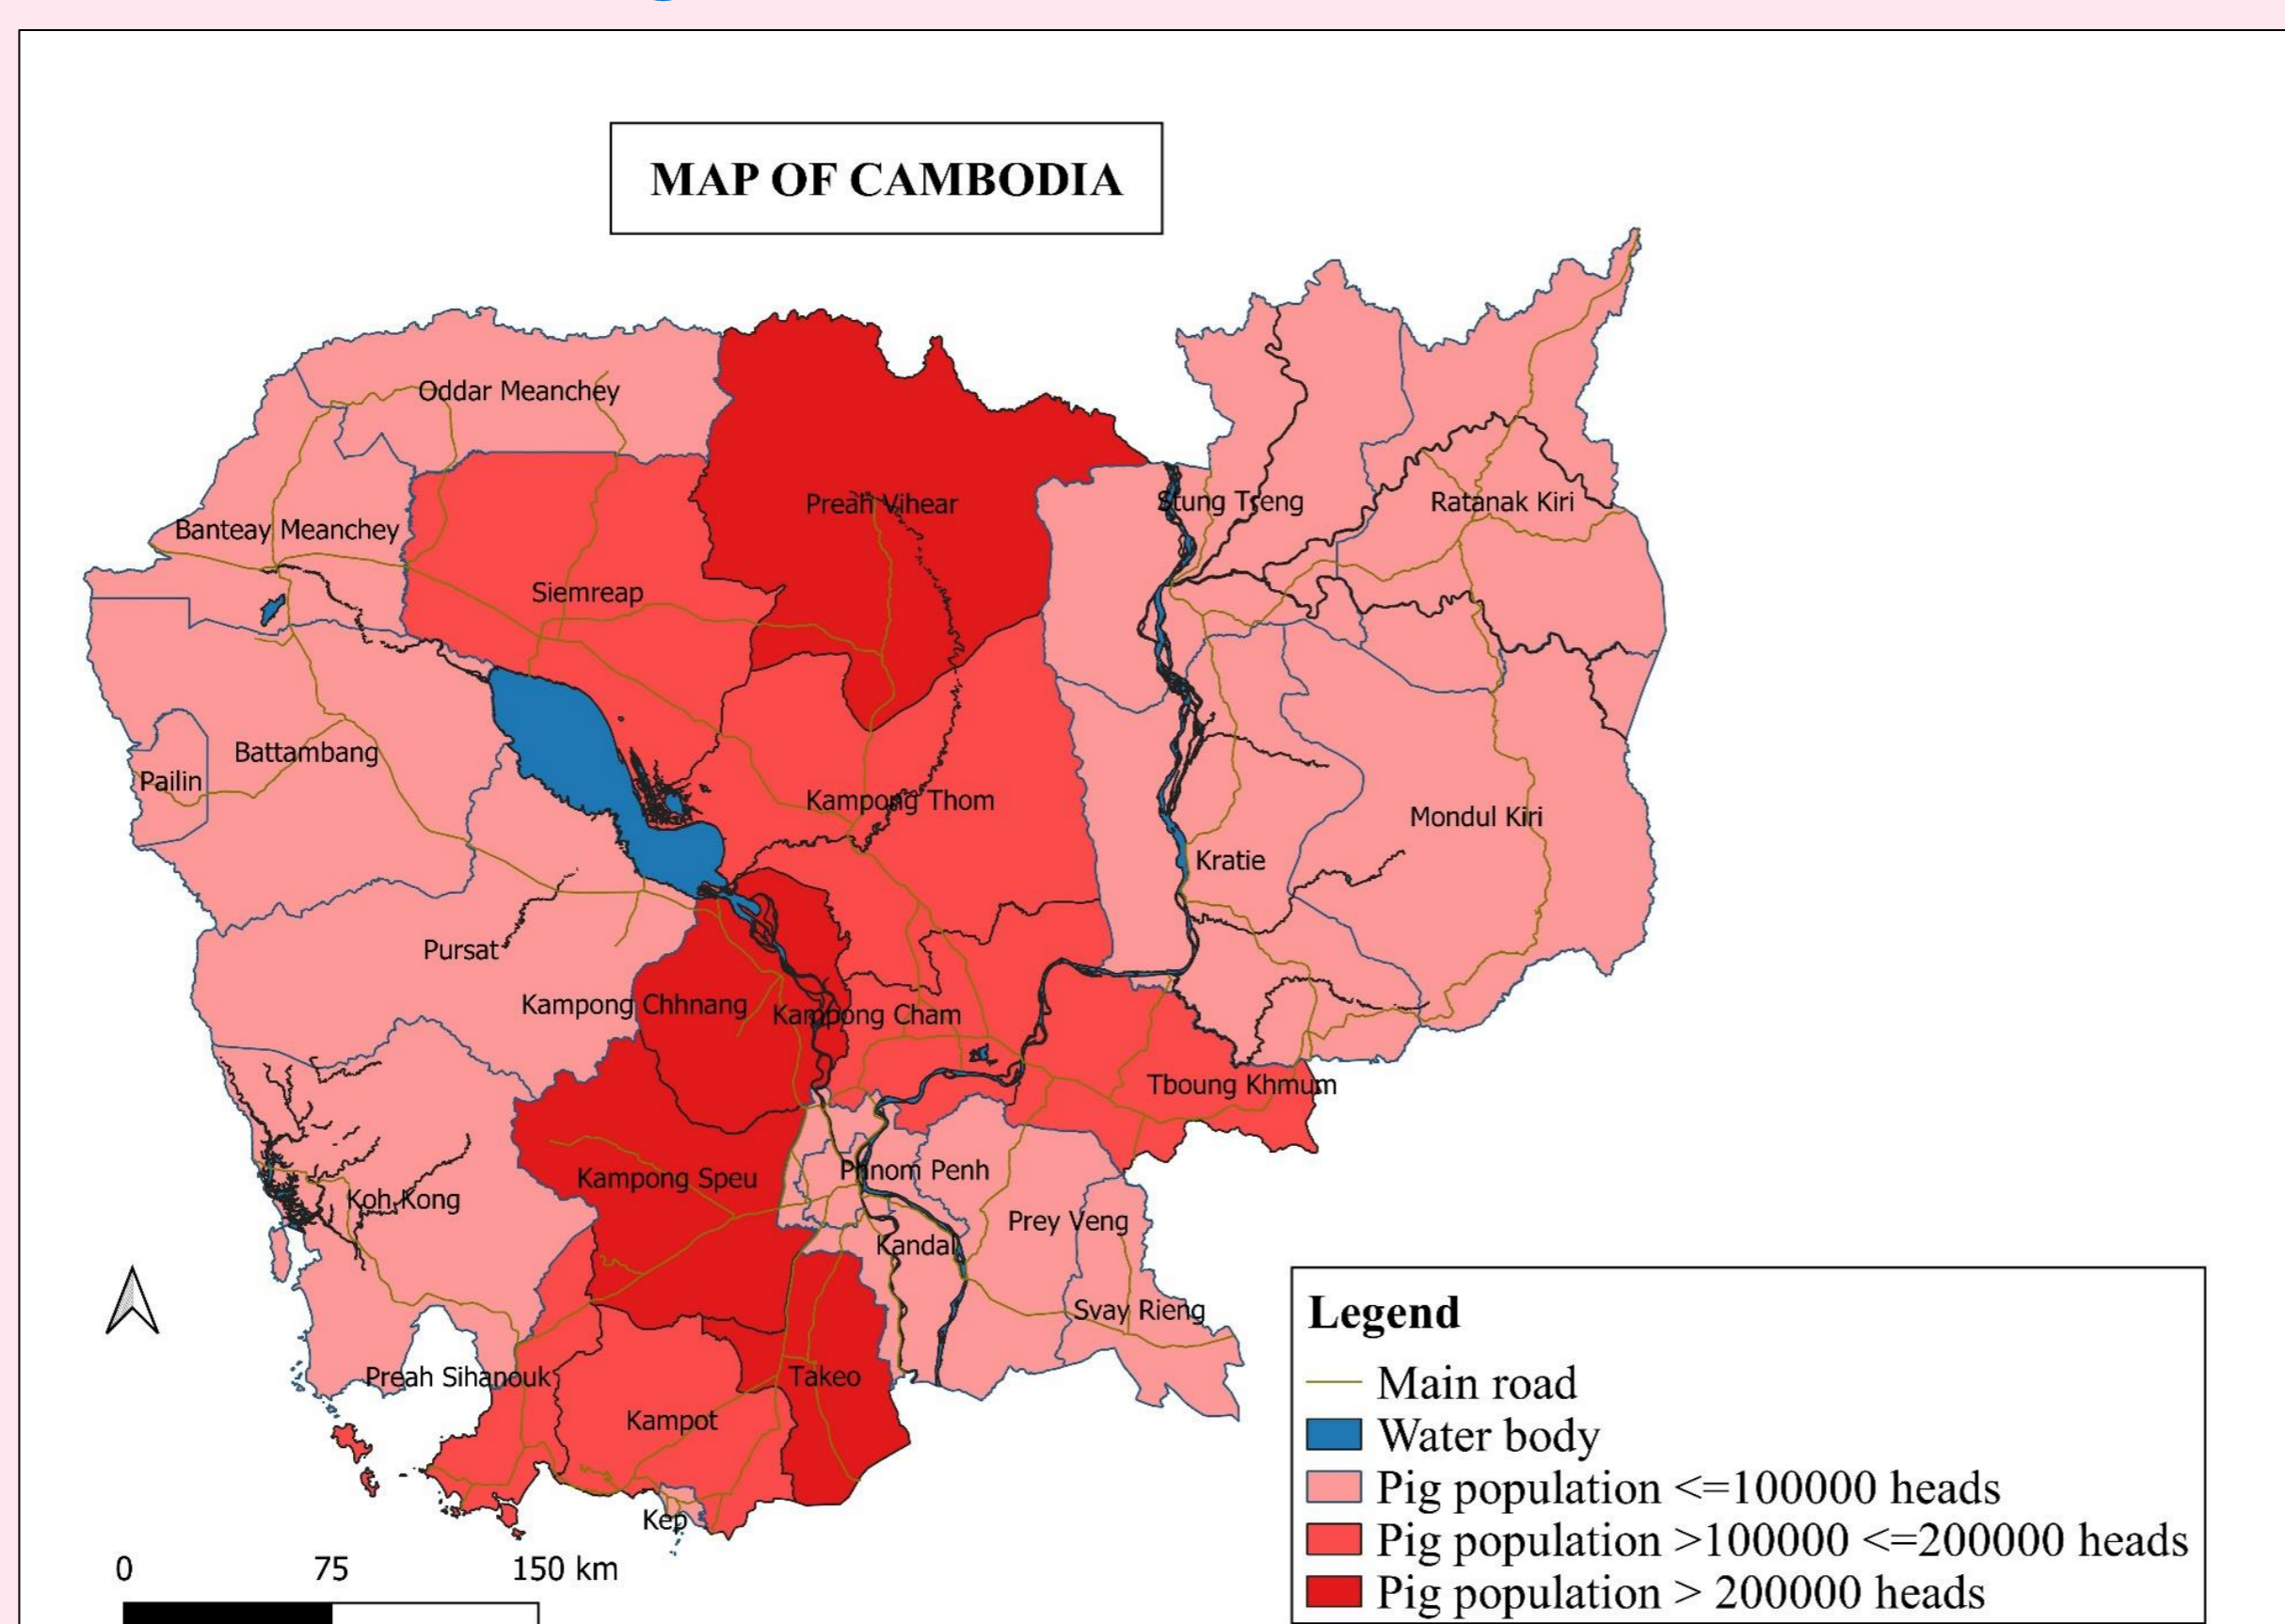 MAP OF CAMBODIA
Oddar Meanchey
Preah Vihear
Stung Treng
Ratanak Kiri
Banteay Meanchey
Siemreap
Battambang
Pailin
Kampong Thom
Mondul Kiri
Kratie
Pursat
Kampong Chhnang
Kampong Cham
Tboung Khmum
Phnom Penh
Kampong Speu
Koh Kong
Prey Veng
Kandal
Svay Rieng
Preah Sihanouk
Takeo
Kampot
Kep
0 75 150 km
Legend
Main road
Water body
Pig population <=100000 heads
Pig population >100000 <=200000 heads
Pig population > 200000 heads